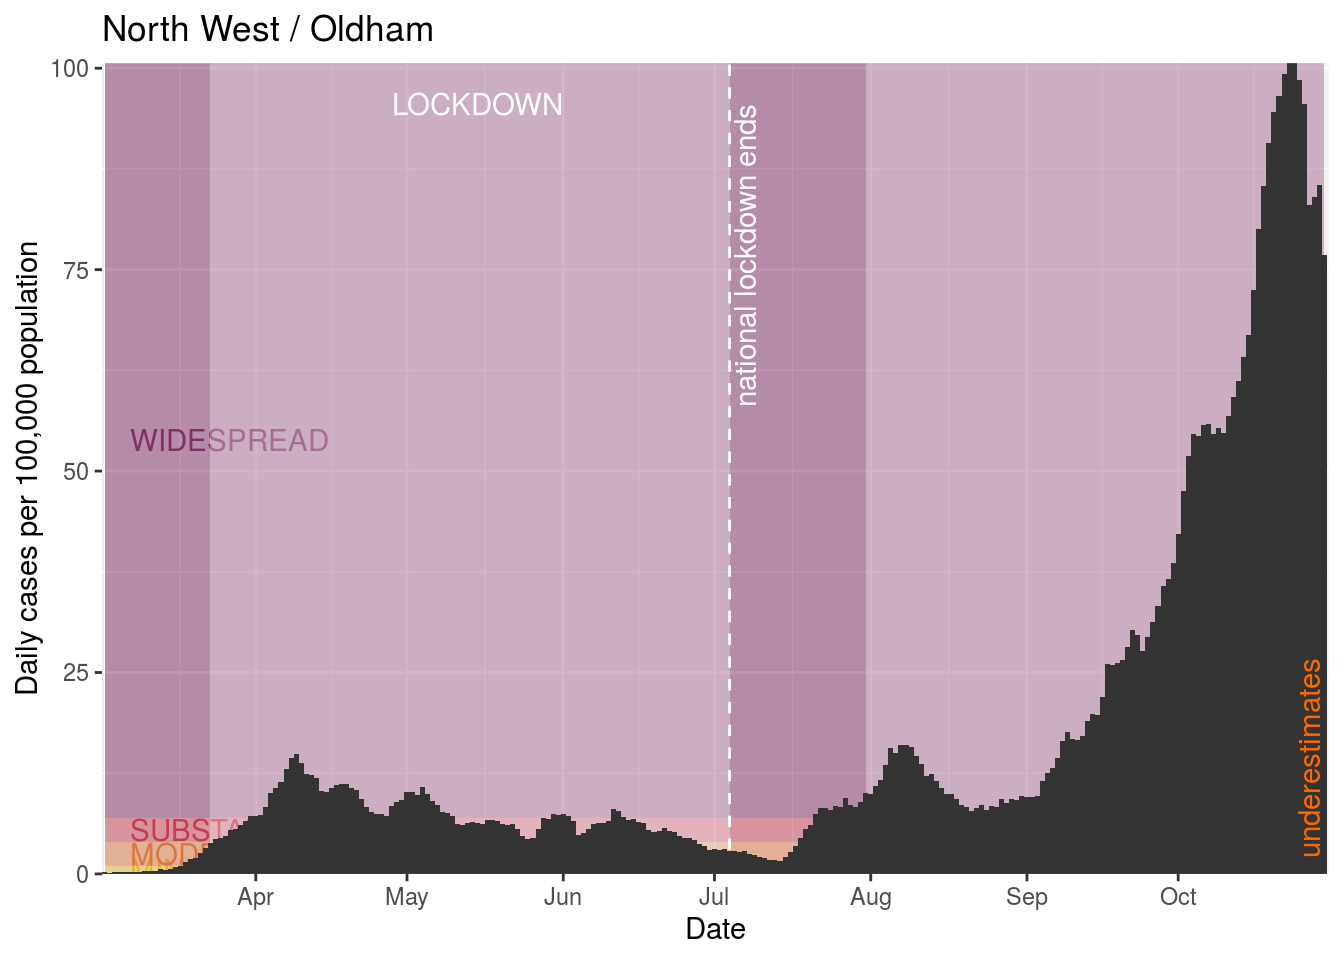 North West / Oldham
Daily cases per 100,000 population
100
75
50
25
0
LOCKDOWN
national lockdown ends
WIDESPREAD
underestimates
Apr
May
Jun
Jul
Aug
Sep
Oct
Date